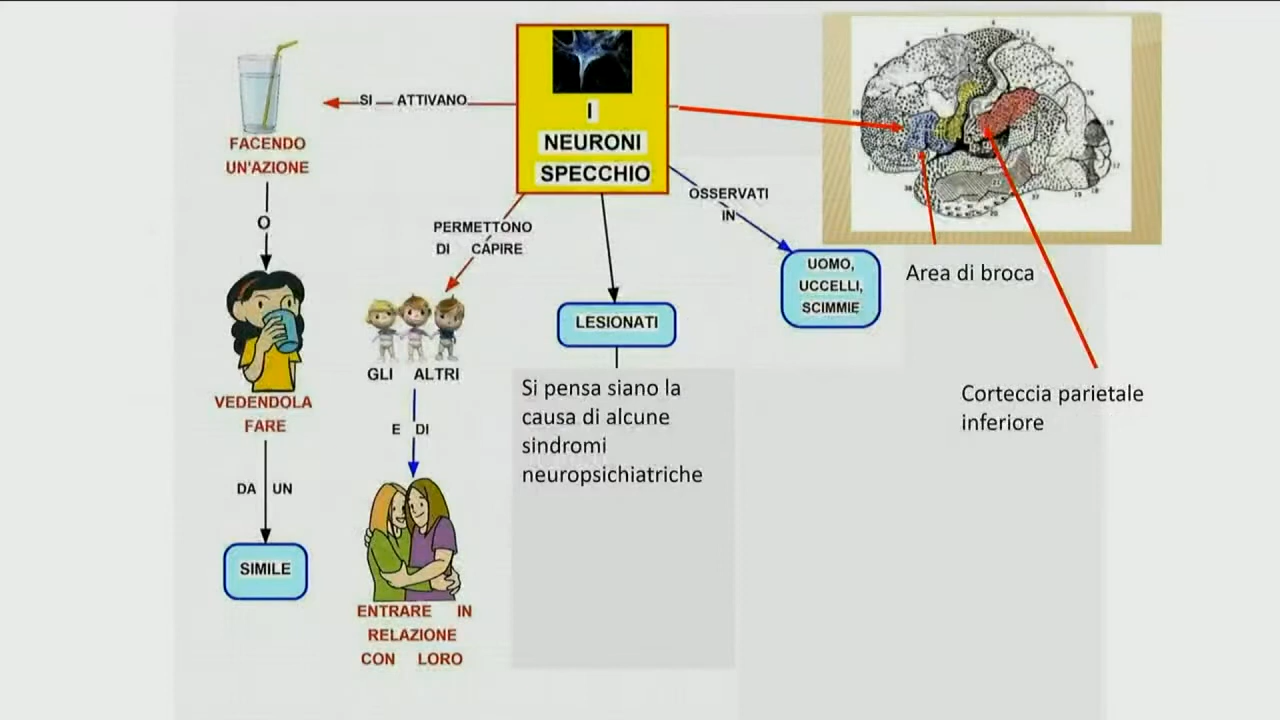 I
NEURONI
SPECCHIO
SI ATTIVANO
FACENDO
UN'AZIONE
O
VEDENDOLA
FARE
DA UN
SIMILE
PERMETTONO
DI CAPIRE
GLI ALTRI
E DI
ENTRARE IN
RELAZIONE
CON LORO
LESIONATI
Si pensa siano la
causa di alcune
sindromi
neuropsichiatriche
OSSERVATI
IN
UOMO,
UCCELLI,
SCIMMIE
Area di broca
Corteccia parietale
inferiore